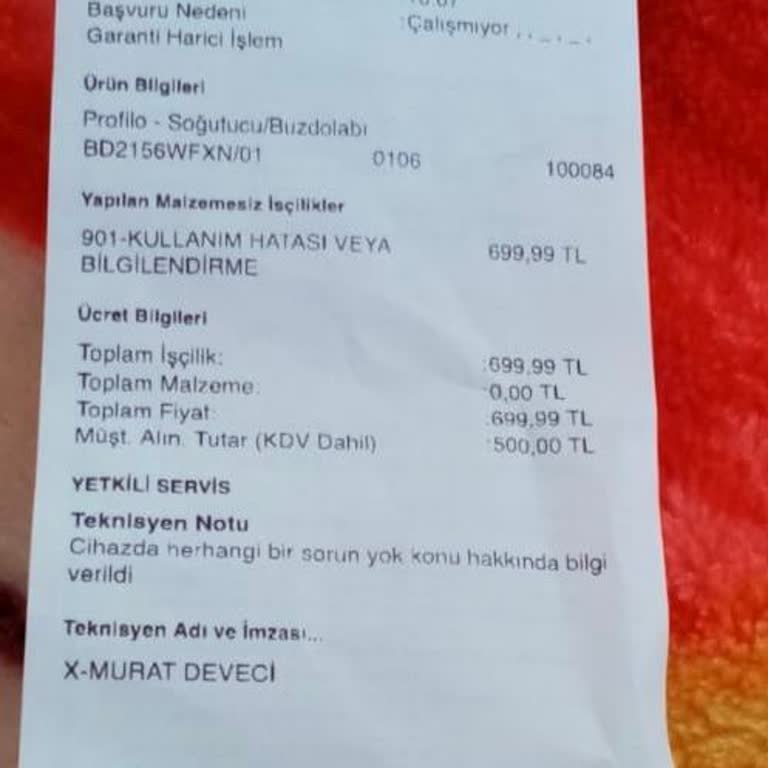 Başvuru Nedeni :Çalışmıyor
Garanti Harici İşlem
Ürün Bilgileri
Profilo - Soğutucu/Buzdolabı
BD2156WFXN/01 0106 100084
Yapılan Malzemesiz İşçilikler
901-KULLANIM HATASI VEYA 699,99 TL
BİLGİLENDİRME
Ücret Bilgileri
Toplam İşçilik: :699,99 TL
Toplam Malzeme: :0,00 TL
Toplam Fiyat: :699,99 TL
Müşt. Alın. Tutar (KDV Dahil) :500,00 TL
YETKİLİ SERVİS
Teknisyen Notu
Cihazda herhangi bir sorun yok konu hakkında bilgi
verildi
Teknisyen Adı ve İmzası...
X-MURAT DEVECİ